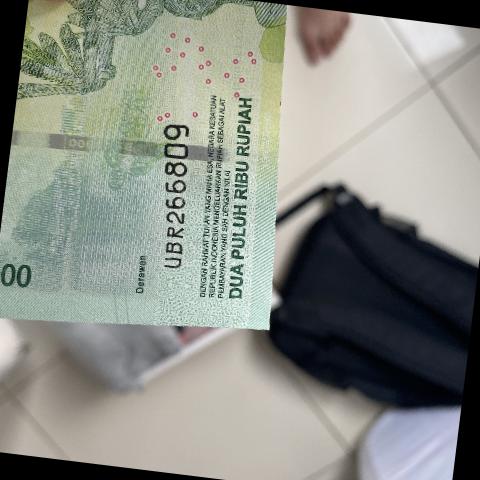 00
Derawan
UBR266809
DENGAN RAHMAT TUHAN YANG MAHA ESA, NEGARA KESATUAN
REPUBLIK INDONESIA MENGELUARKAN RUPIAH SEBAGAI ALAT
PEMBAYARAN YANG SAH DENGAN NILAI
DUA PULUH RIBU RUPIAH